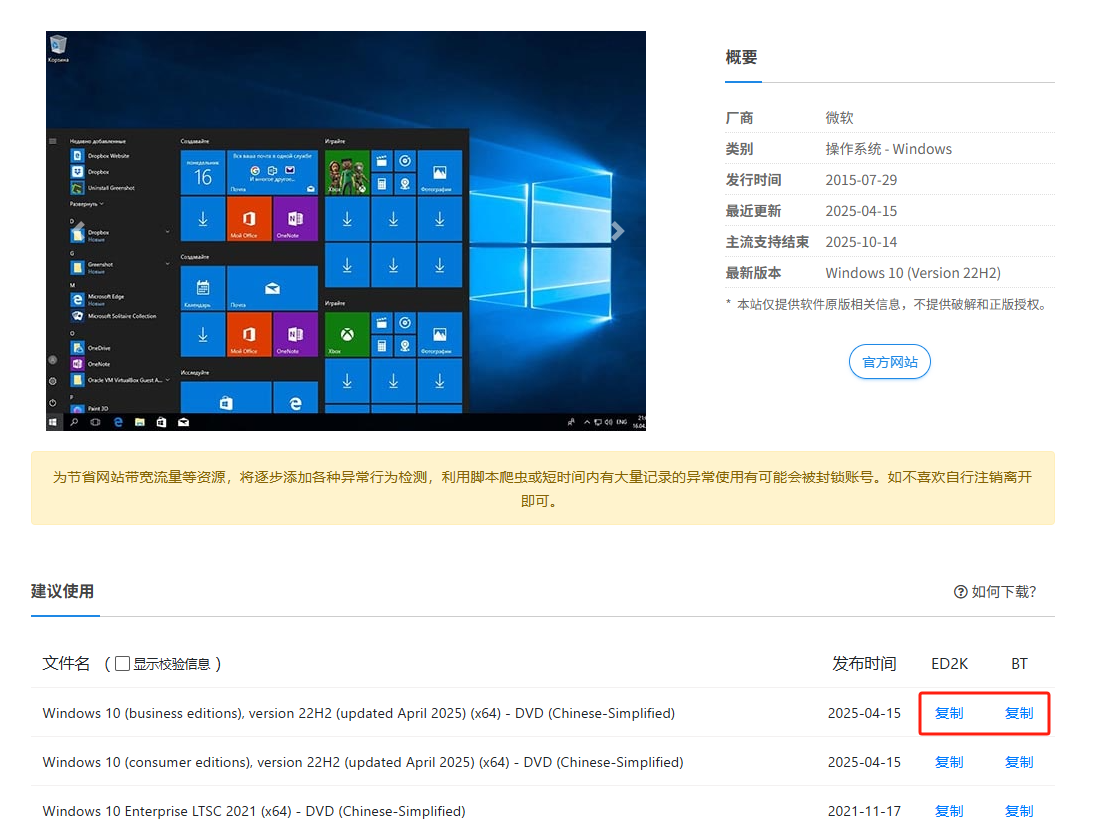 Корзина
概要
厂商 微软
类别 操作系统 - Windows
发行时间 2015-07-29
最近更新 2025-04-15
主流支持结束 2025-10-14
最新版本 Windows 10 (Version 22H2)
* 本站仅提供软件原版相关信息，不提供破解和正版授权。
官方网站
Недавно добавленные
Dropbox Website
Dropbox
Uninstall Greenshot
Развернуть
D
Dropbox
Новые
G
Greenshot
Новые
M
Microsoft Edge
Новые
Microsoft Solitaire Collection
O
OneDrive
OneNote
Oracle VM VirtualBox Guest A...
P
Paint 3D
Создавайте
понедельник
16
Вся ваша почта в одной службе
И многое другое...
Почта
Мой Office
OneNote
Создавайте
Календарь
Почта
Мой Office
OneNote
Исследуйте
Играйте
Xbox
Фотографии
Играйте
Xbox
Фотографии
ENG
为节省网站带宽流量等资源，将逐步添加各种异常行为检测，利用脚本爬虫或短时间内有大量记录的异常使用有可能会被封锁账号。如不喜欢自行注销离开
即可。
建议使用 如何下载?
文件名 （ 显示校验信息 ） 发布时间 ED2K BT
Windows 10 (business editions), version 22H2 (updated April 2025) (x64) - DVD (Chinese-Simplified) 2025-04-15 复制 复制
Windows 10 (consumer editions), version 22H2 (updated April 2025) (x64) - DVD (Chinese-Simplified) 2025-04-15 复制 复制
Windows 10 Enterprise LTSC 2021 (x64) - DVD (Chinese-Simplified) 2021-11-17 复制 复制